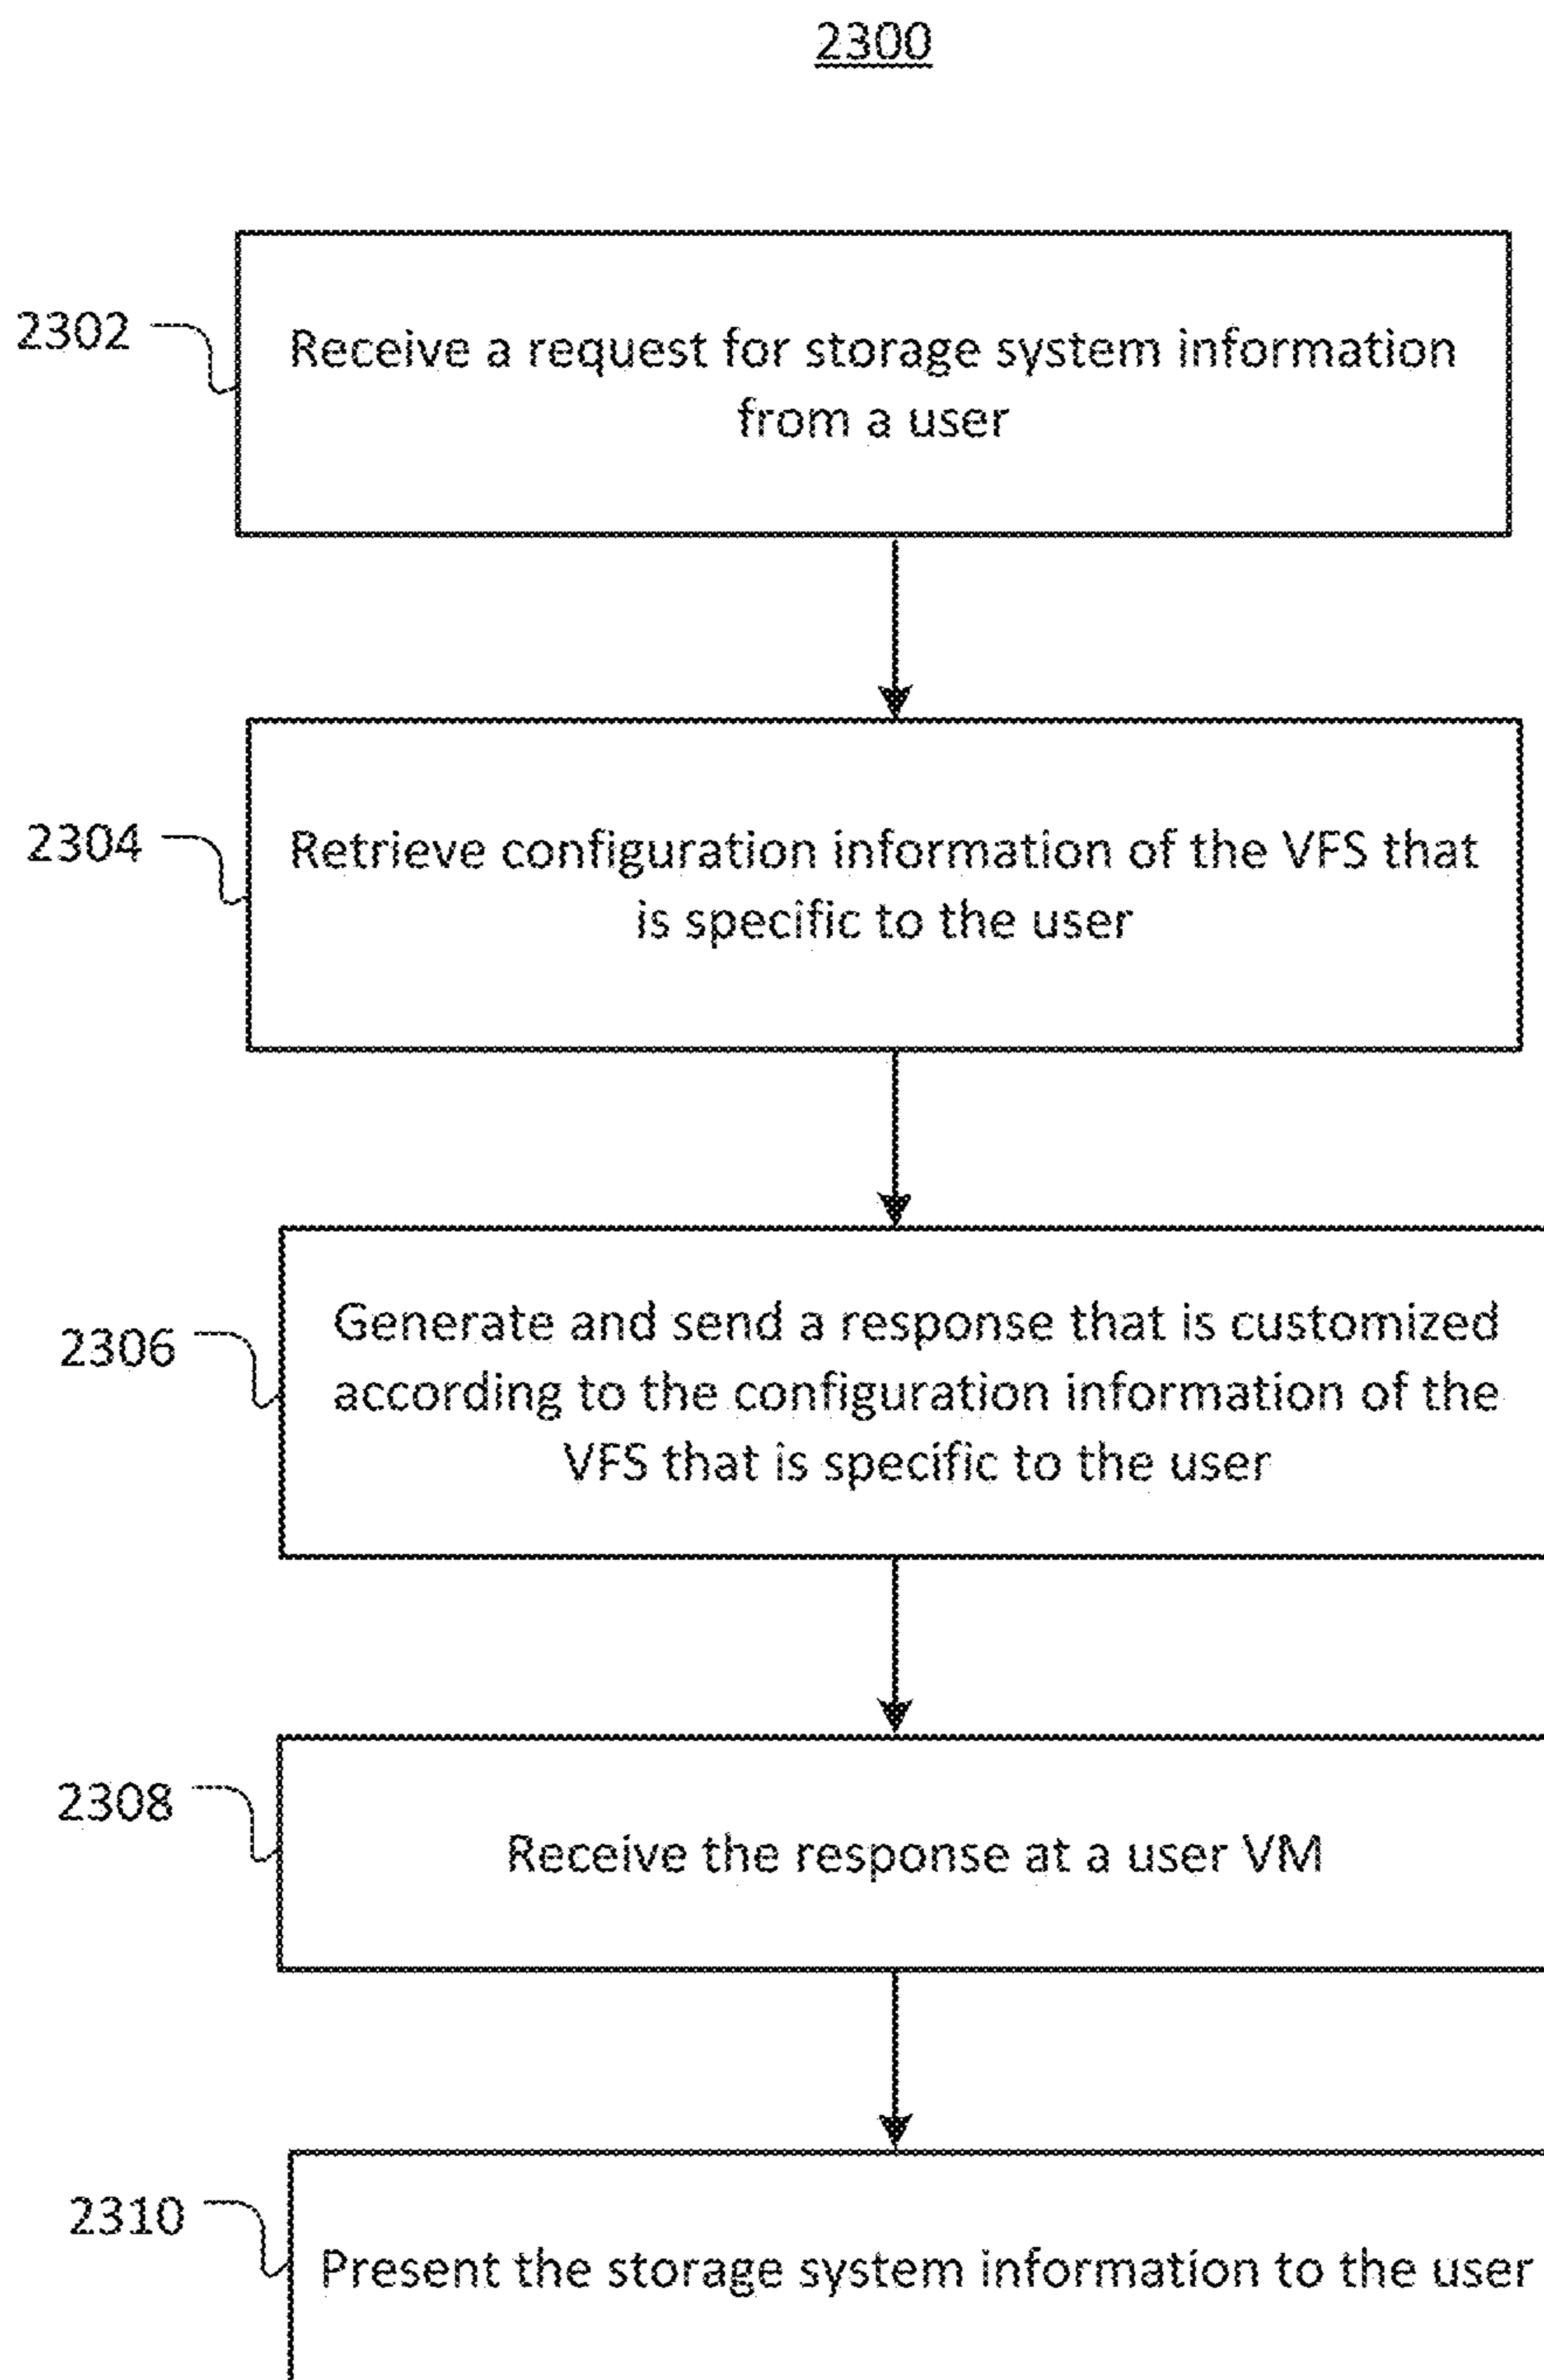 2300
2302
Receive a request for storage system information
from a user
2304
Retrieve configuration information of the VFS that
is specific to the user
2306
Generate and send a response that is customized
according to the configuration information of the
VFS that is specific to the user
2308
Receive the response at a user VM
2310
Present the storage system information to the user